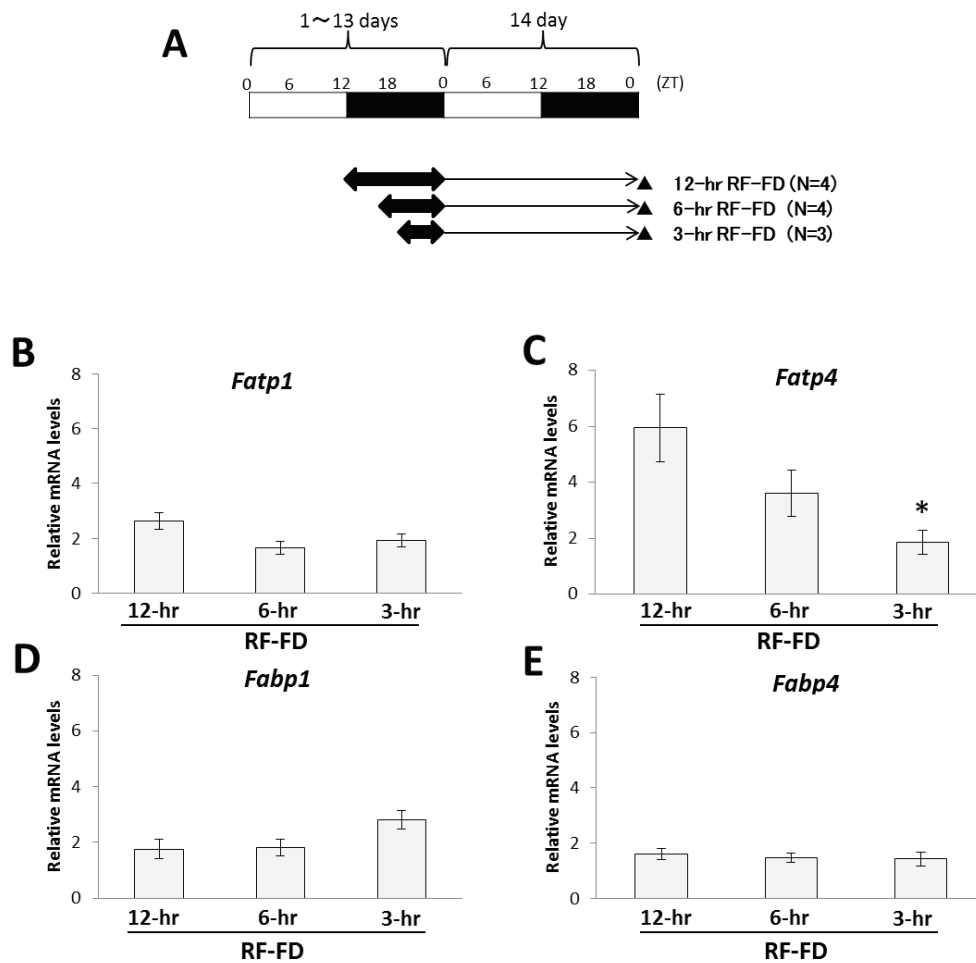 A
1～13 days
14 day
0 6 12 18 0 6 12 18 0 (ZT)
12-hr RF-FD (N=4)
6-hr RF-FD (N=4)
3-hr RF-FD (N=3)
B
Fatp1
Relative mRNA levels
8
6
4
2
0
12-hr 6-hr 3-hr
RF-FD
C
Fatp4
Relative mRNA levels
8
6
4
2
0
*
12-hr 6-hr 3-hr
RF-FD
D
Fabp1
Relative mRNA levels
8
6
4
2
0
12-hr 6-hr 3-hr
RF-FD
E
Fabp4
Relative mRNA levels
8
6
4
2
0
12-hr 6-hr 3-hr
RF-FD